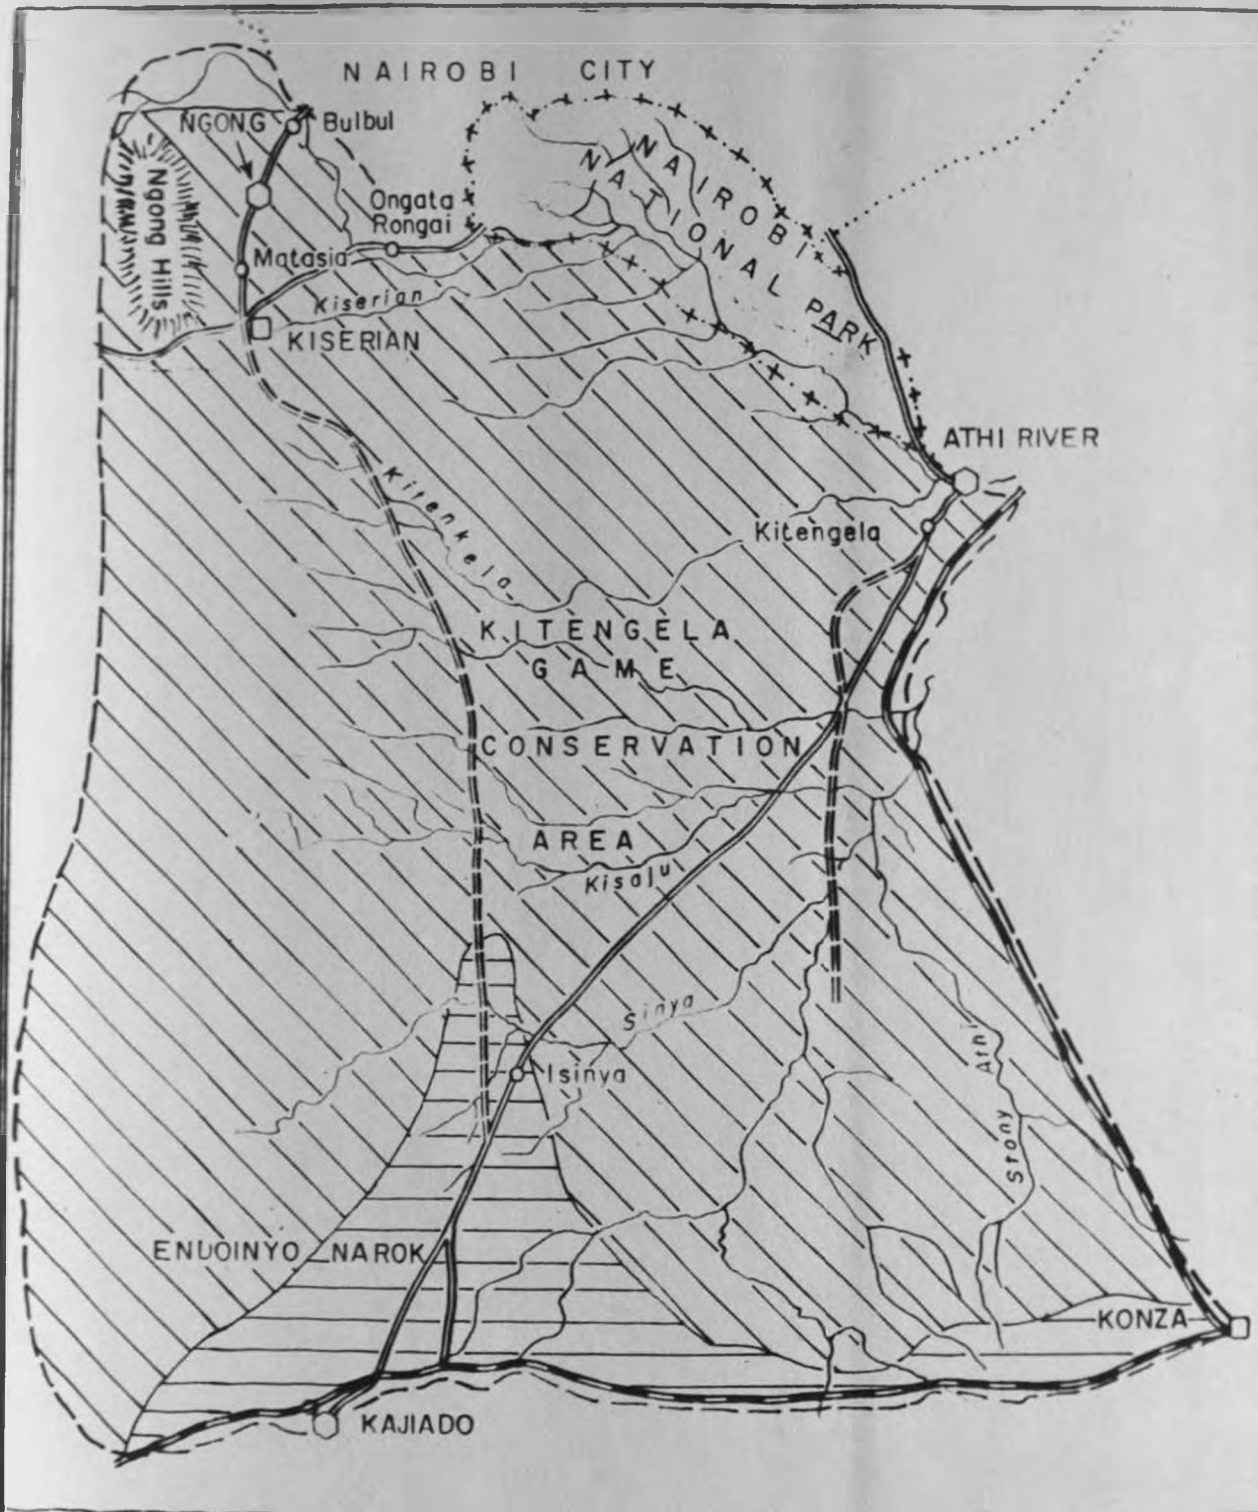 NAIROBI CITY
NGONG
Bulbul
NAIROBI
NATIONAL PARK
Ongata
Rongai
Ngong Hills
Matasia
Kiserian
KISERIAN
ATHI RIVER
Kitenkela
Kitengela
KITENGELA
GAME
CONSERVATION
AREA
Kisaju
Sinya
Isinya
Stony Athi
ENDOINYO NAROK
KONZA
KAJIADO